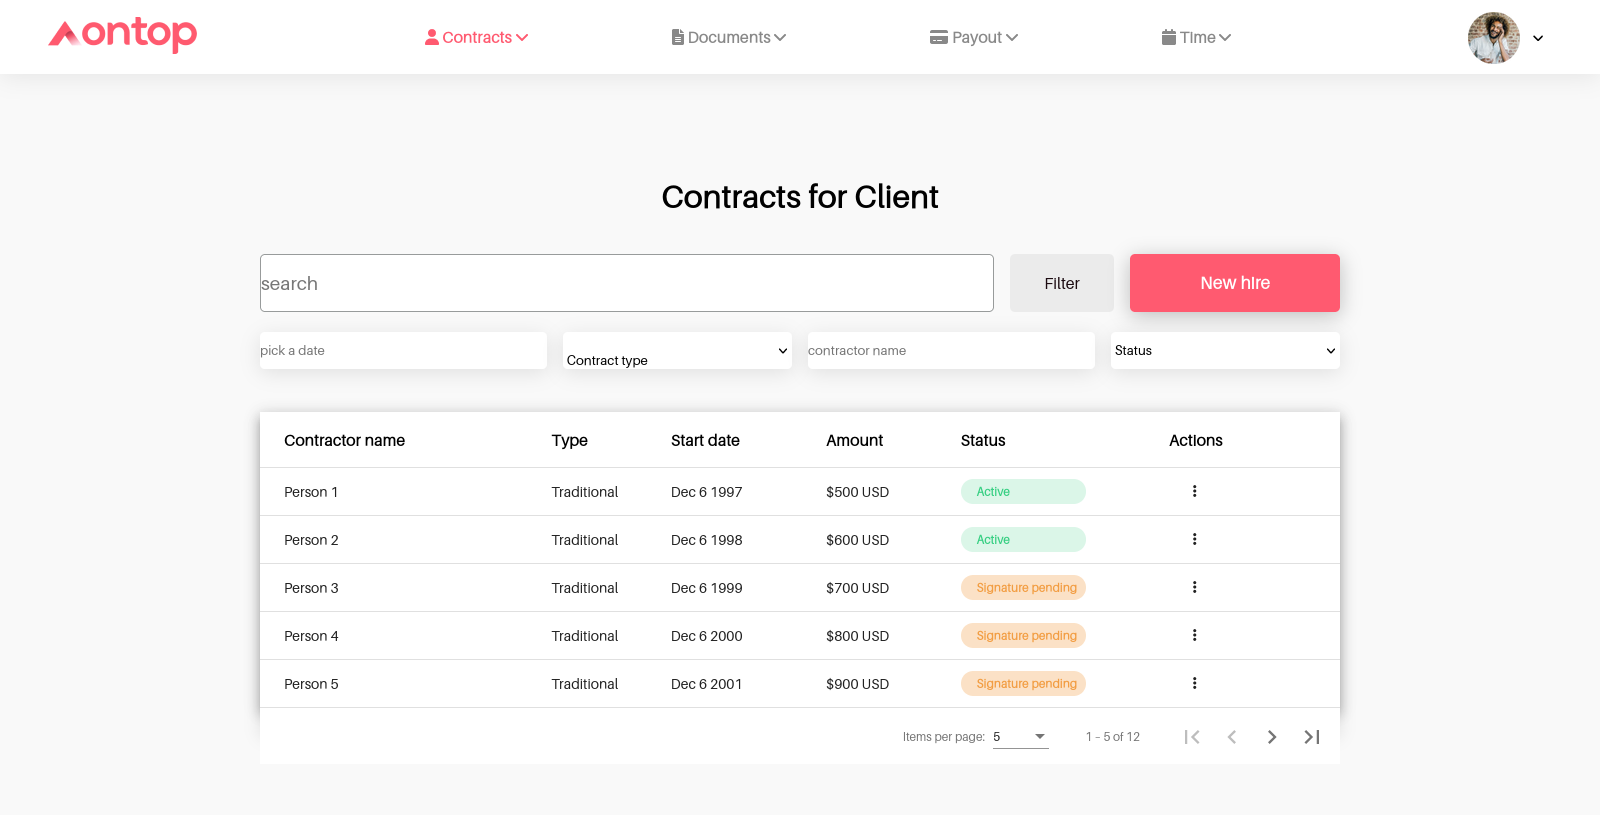 ontop
Contracts
Documents
Payout
Time
Contracts for Client
search
Filter
New hire
pick a date
Contract type
contractor name
Status
Contractor name Type Start date Amount Status Actions
Person 1 Traditional Dec 6 1997 $500 USD Active
Person 2 Traditional Dec 6 1998 $600 USD Active
Person 3 Traditional Dec 6 1999 $700 USD Signature pending
Person 4 Traditional Dec 6 2000 $800 USD Signature pending
Person 5 Traditional Dec 6 2001 $900 USD Signature pending
Items per page: 5 1 – 5 of 12